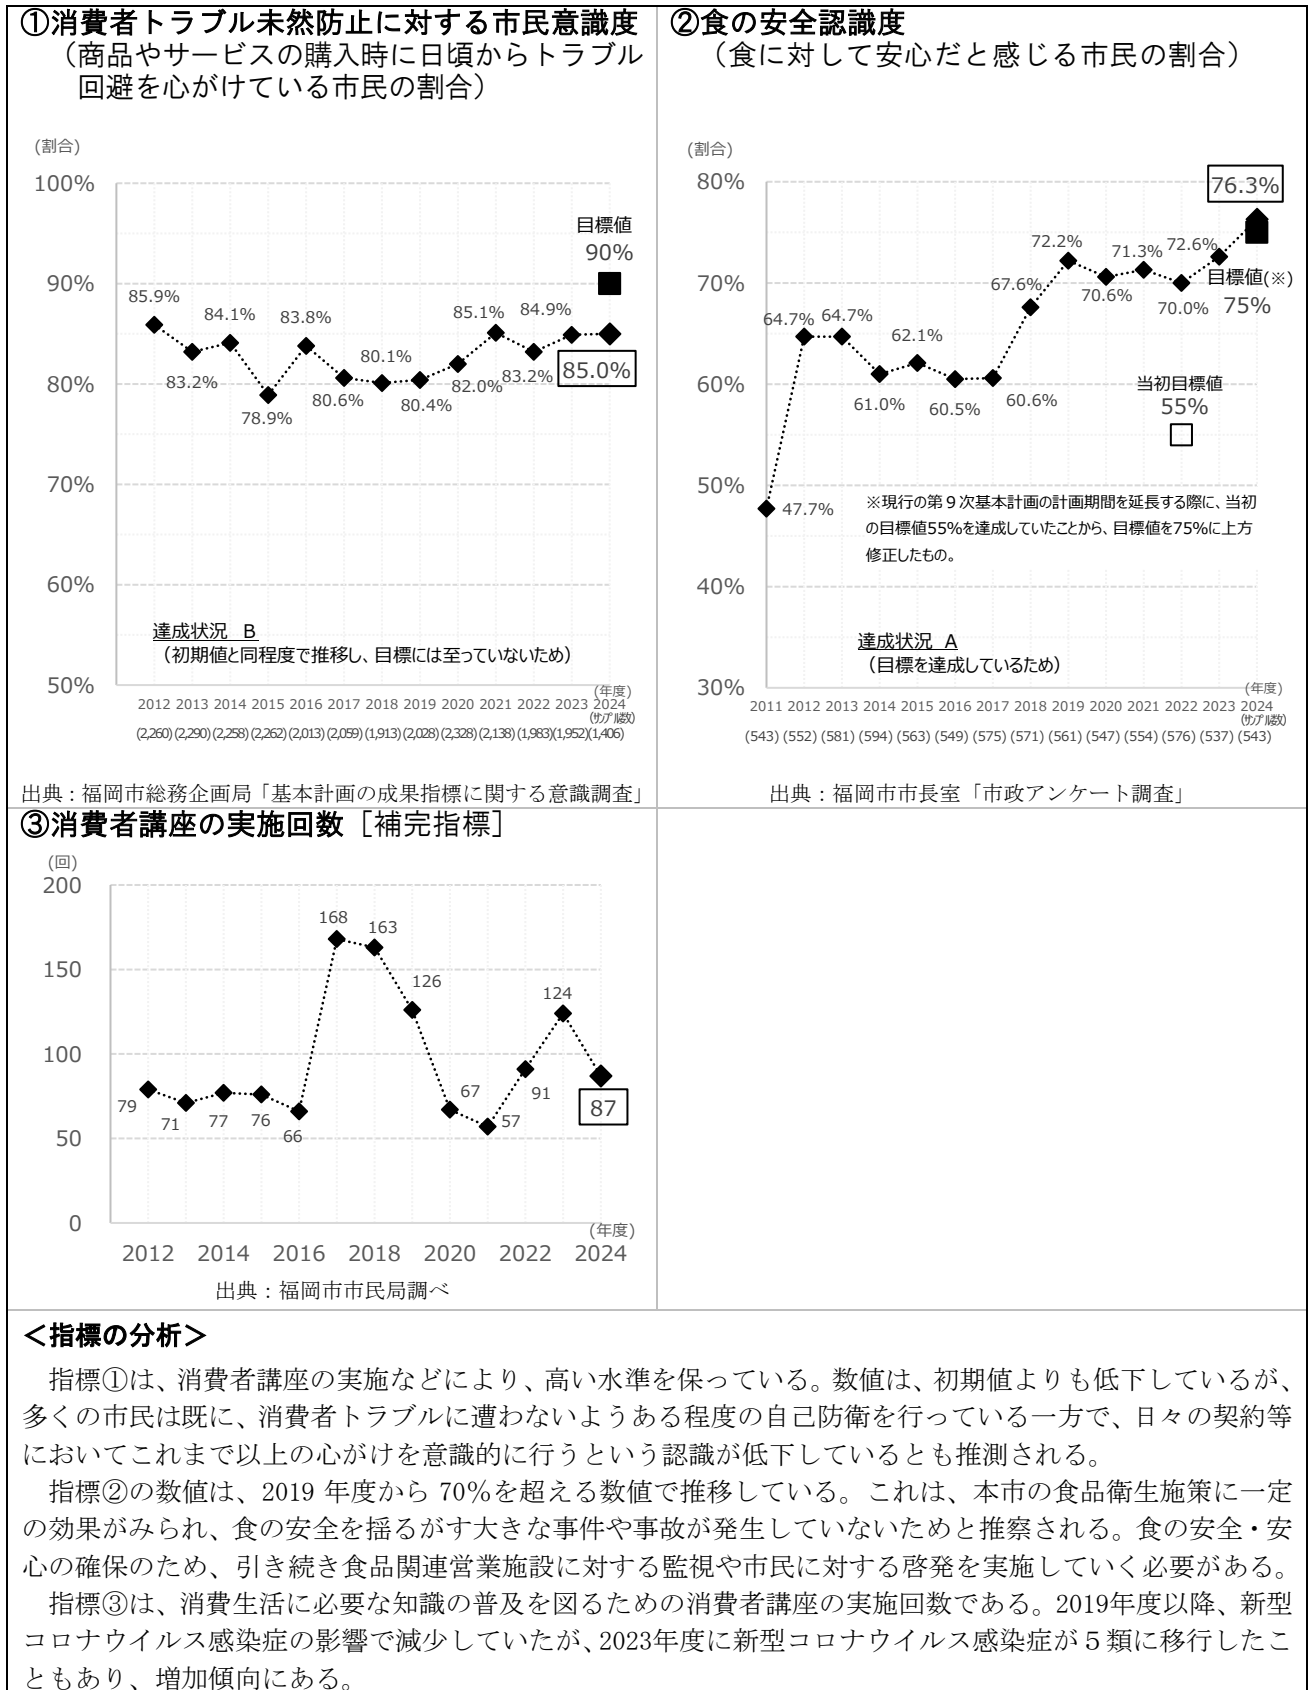 ①消費者トラブル未然防止に対する市民意識度
（商品やサービスの購入時に日頃からトラブル
回避を心がけている市民の割合）
(割合)
100%
90%
80%
70%
60%
50%
目標値
90%
85.9%
83.2%
84.1%
78.9%
83.8%
80.6%
80.1%
80.4%
82.0%
85.1%
83.2%
84.9%
85.0%
達成状況　B
（初期値と同程度で推移し、目標には至っていないため）
(年度)
2012 2013 2014 2015 2016 2017 2018 2019 2020 2021 2022 2023 2024
(サンプル数)
(2,260) (2,290) (2,258) (2,262) (2,013) (2,059) (1,913) (2,028) (2,328) (2,138) (1,983) (1,952) (1,406)
出典：福岡市総務企画局「基本計画の成果指標に関する意識調査」
②食の安全認識度
（食に対して安心だと感じる市民の割合）
(割合)
80%
70%
60%
50%
40%
30%
47.7%
64.7%
64.7%
61.0%
62.1%
60.5%
60.6%
67.6%
72.2%
70.6%
71.3%
70.0%
72.6%
76.3%
目標値(※)
75%
当初目標値
55%
※現行の第９次基本計画の計画期間を延長する際に、当初
の目標値55%を達成していたことから、目標値を75%に上方
修正したもの。
達成状況　A
（目標を達成しているため）
(年度)
2011 2012 2013 2014 2015 2016 2017 2018 2019 2020 2021 2022 2023 2024
(サンプル数)
(543) (552) (581) (594) (563) (549) (575) (571) (561) (547) (554) (576) (537) (543)
出典：福岡市市長室「市政アンケート調査」
③消費者講座の実施回数［補完指標］
(回)
200
150
100
50
0
79
71
77
76
66
168
163
126
67
57
91
124
87
(年度)
2012 2014 2016 2018 2020 2022 2024
出典：福岡市市民局調べ
＜指標の分析＞
指標①は、消費者講座の実施などにより、高い水準を保っている。数値は、初期値よりも低下しているが、
多くの市民は既に、消費者トラブルに遭わないようある程度の自己防衛を行っている一方で、日々の契約等
においてこれまで以上の心がけを意識的に行うという認識が低下しているとも推測される。
指標②の数値は、2019 年度から 70％を超える数値で推移している。これは、本市の食品衛生施策に一定
の効果がみられ、食の安全を揺るがす大きな事件や事故が発生していないためと推察される。食の安全・安
心の確保のため、引き続き食品関連営業施設に対する監視や市民に対する啓発を実施していく必要がある。
指標③は、消費生活に必要な知識の普及を図るための消費者講座の実施回数である。2019年度以降、新型
コロナウイルス感染症の影響で減少していたが、2023年度に新型コロナウイルス感染症が５類に移行したこ
ともあり、増加傾向にある。